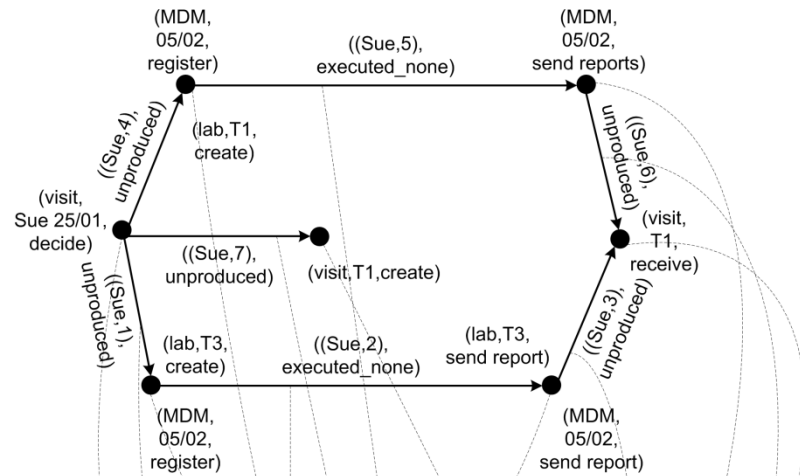 (MDM,
05/02,
register)
((Sue,5),
executed_none)
(MDM,
05/02,
send reports)
((Sue,4),
unproduced)
(lab,T1,
create)
((Sue,6),
unproduced)
(visit,
Sue 25/01,
decide)
((Sue,7),
unproduced)
(visit,T1,create)
(visit,
T1,
receive)
((Sue,1),
unproduced)
(lab,T3,
create)
((Sue,2),
executed_none)
(lab,T3,
send report)
((Sue,3),
unproduced)
(MDM,
05/02,
register)
(MDM,
05/02,
send report)